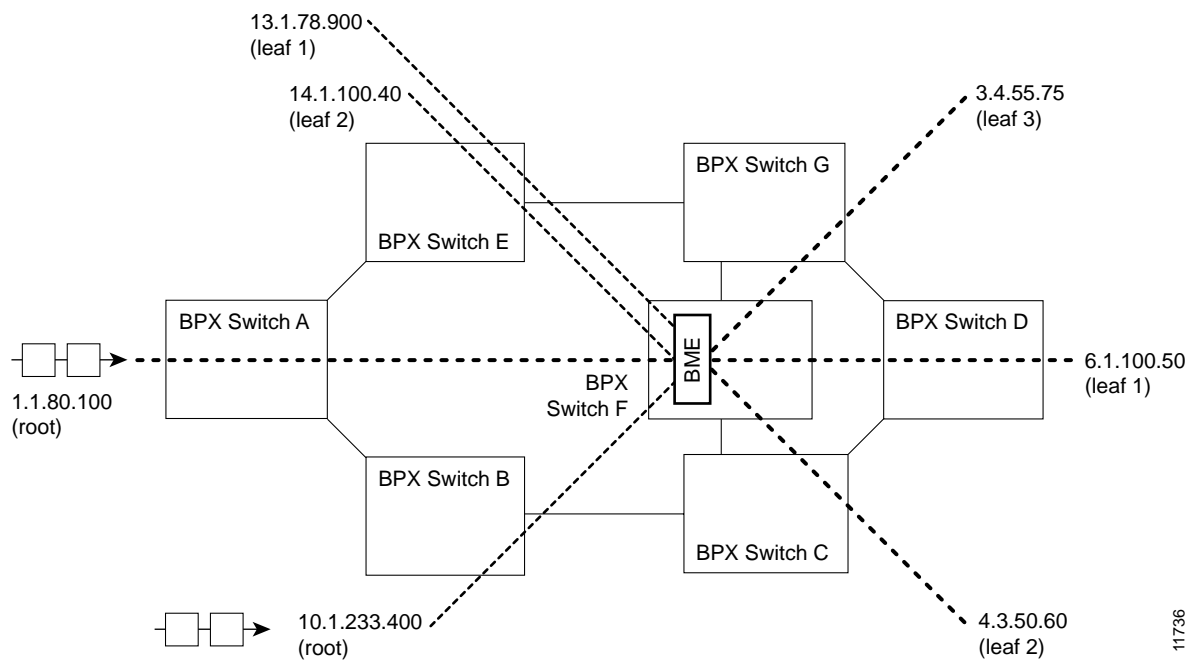 13.1.78.900
(leaf 1)
14.1.100.40
(leaf 2)
3.4.55.75
(leaf 3)
BPX Switch G
BPX Switch E
BPX Switch A
BPX Switch D
BME
6.1.100.50
(leaf 1)
BPX
Switch F
1.1.80.100
(root)
BPX Switch B
BPX Switch C
10.1.233.400
(root)
4.3.50.60
(leaf 2)
11736